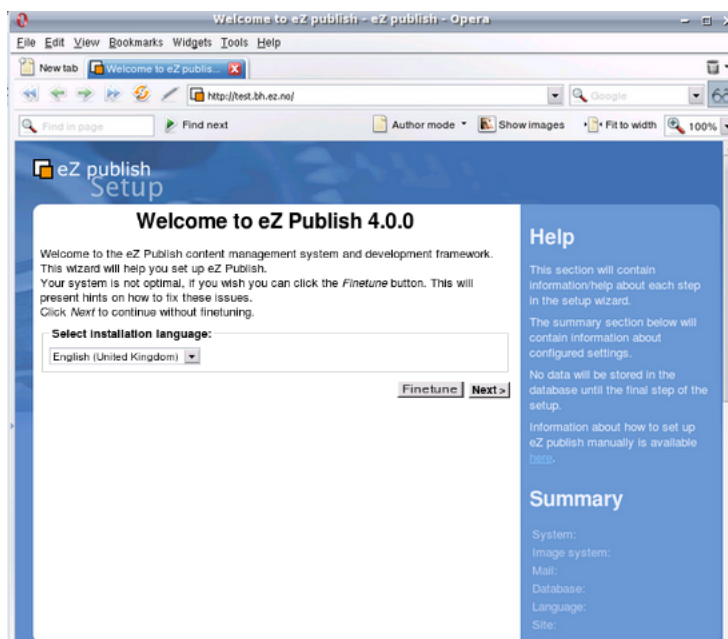 Welcome to eZ publish - eZ publish - Opera
File Edit View Bookmarks Widgets Tools Help
New tab Welcome to eZ publis...
http://test.bh.ez.no/ Google
Find in page Find next Author mode Show images Fit to width 100%
eZ publish
Setup
Welcome to eZ Publish 4.0.0
Welcome to the eZ Publish content management system and development framework.
This wizard will help you set up eZ Publish.
Your system is not optimal, if you wish you can click the Finetune button. This will
present hints on how to fix these issues.
Click Next to continue without finetuning.
Select installation language:
English (United Kingdom)
Finetune Next >
Help
This section will contain
information/help about each step
in the setup wizard.
The summary section below will
contain information about
configured settings.
No data will be stored in the
database until the final step of the
setup.
Information about how to set up
eZ publish manually is available
here.
Summary
System:
Image system:
Mail:
Database:
Language:
Site: